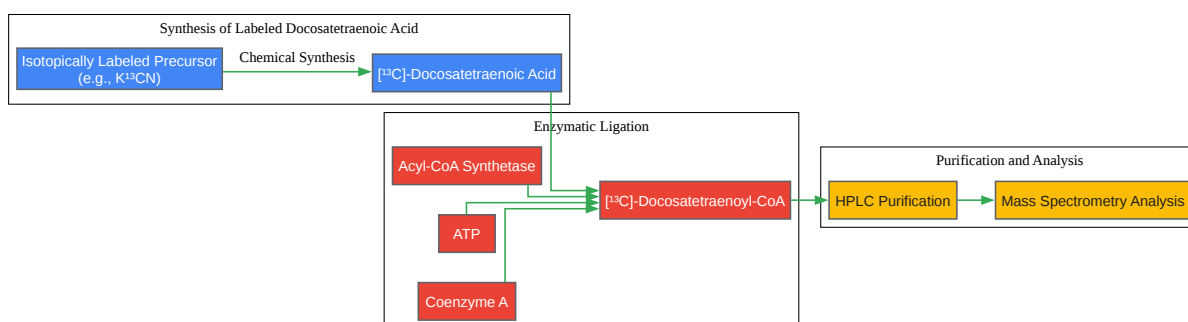 Synthesis of Labeled Docosatetraenoic Acid
Isotopically Labeled Precursor
(e.g., K¹³CN)
Chemical Synthesis
[¹³C]-Docosatetraenoic Acid
Enzymatic Ligation
Acyl-CoA Synthetase
ATP
Coenzyme A
[¹³C]-Docosatetraenoyl-CoA
Purification and Analysis
HPLC Purification
Mass Spectrometry Analysis